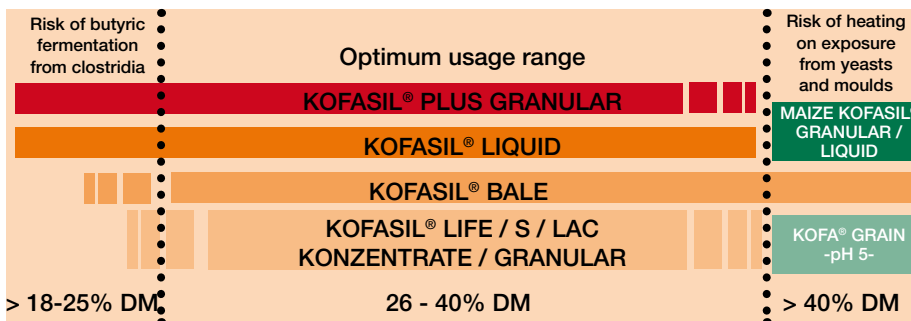 Risk of butyric
fermentation
from clostridia
Optimum usage range
Risk of heating
on exposure
from yeasts
and moulds
KOFASIL® PLUS GRANULAR
MAIZE KOFASIL®
GRANULAR /
LIQUID
KOFASIL® LIQUID
KOFASIL® BALE
KOFASIL® LIFE / S / LAC
KONZENTRATE / GRANULAR
KOFA® GRAIN
-pH 5-
> 18-25% DM
26 - 40% DM
> 40% DM